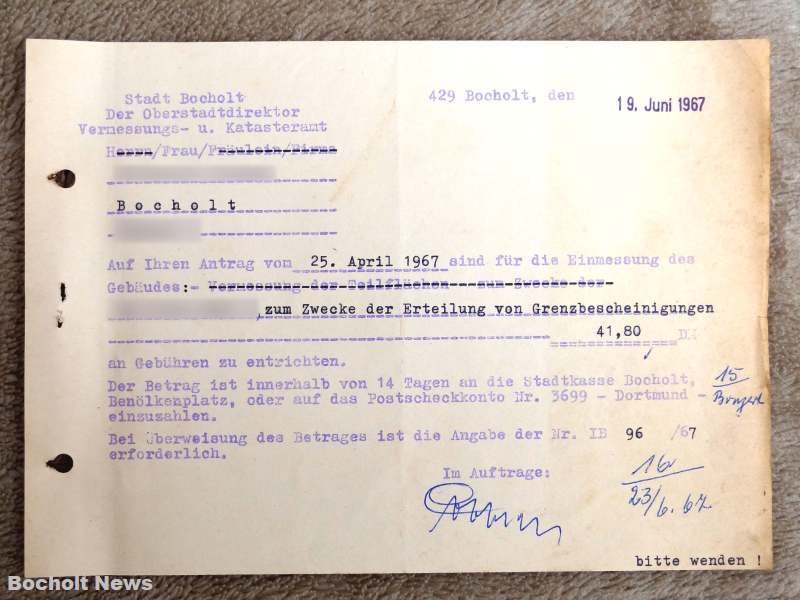 Stadt Bocholt
Der Oberstadtdirektor
Vermessungs- u. Katasteramt
429 Bocholt, den 19. Juni 1967
Herrn/Frau/Fräulein/Firma
Bocholt
Auf Ihren Antrag vom 25. April 1967 sind für die Einmessung des
Gebäudes:- Vermessung der Teilflächen zum Zwecke der
,zum Zwecke der Erteilung von Grenzbescheinigungen
41,80 DM
an Gebühren zu entrichten.
Der Betrag ist innerhalb von 14 Tagen an die Stadtkasse Bocholt,
Benölkenplatz, oder auf das Postscheckkonto Nr. 3699 - Dortmund -
einzuzahlen.
15
Bei Überweisung des Betrages ist die Angabe der Nr. IB 96 /67
erforderlich.
Im Auftrage:
16
23/6. 67
bitte wenden !
Bocholt News